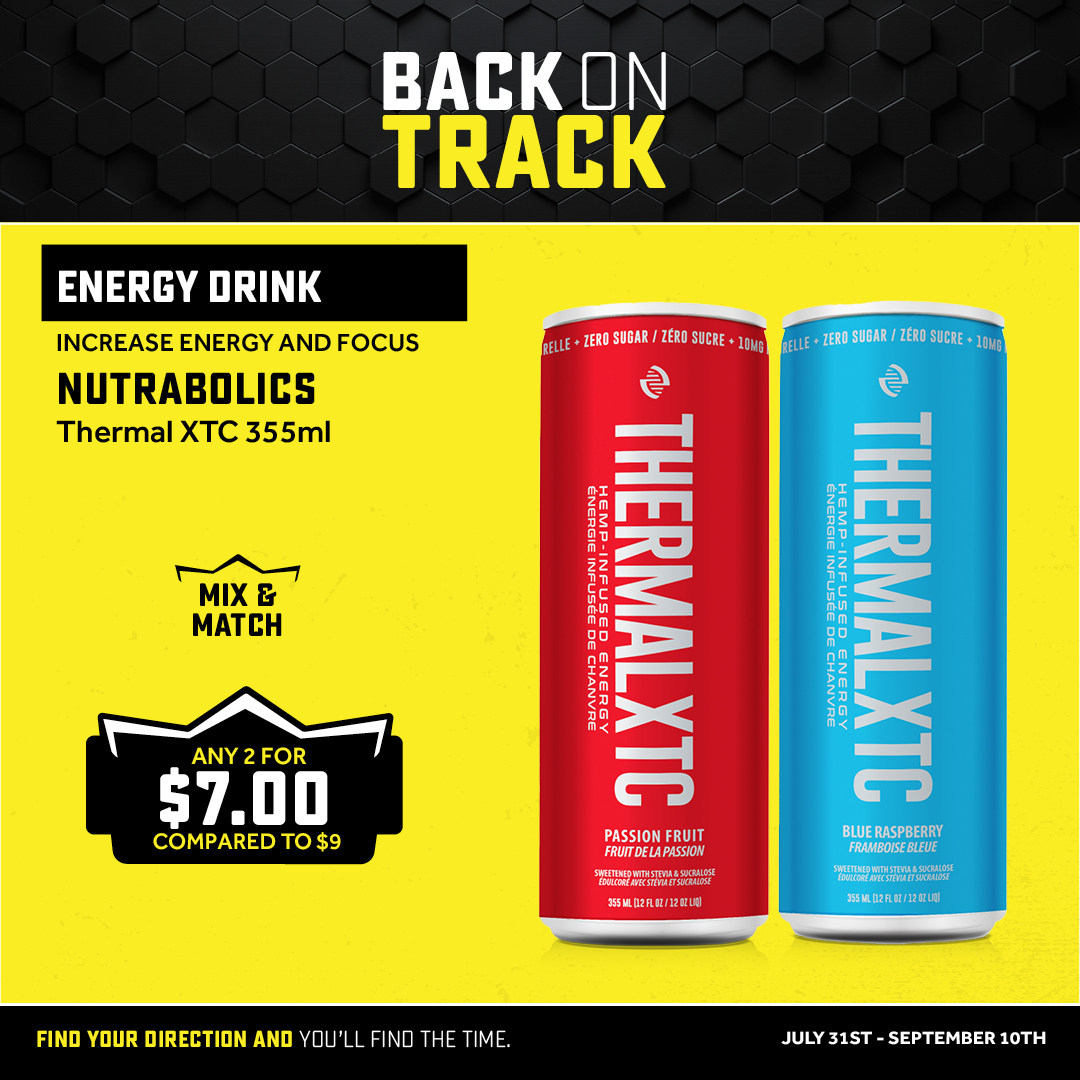 BACK ON
TRACK
ENERGY DRINK
INCREASE ENERGY AND FOCUS
NUTRABOLICS
Thermal XTC 355ml
MIX &
MATCH
ANY 2 FOR
$7.00
COMPARED TO $9
RELLE + ZERO SUGAR / ZÉRO SUCRE + 10MG
THERMALXTC
HEMP-INFUSED ENERGY
ÉNERGIE INFUSÉE DE CHANVRE
PASSION FRUIT
FRUIT DE LA PASSION
SWEETENED WITH STEVIA & SUCRALOSE
ÉDULCORÉ AVEC STÉVIA ET SUCRALOSE
355 ML (12 FL OZ / 12 OZ LIQ)
RELLE + ZERO SUGAR / ZÉRO SUCRE + 10MG
THERMALXTC
HEMP-INFUSED ENERGY
ÉNERGIE INFUSÉE DE CHANVRE
BLUE RASPBERRY
FRAMBOISE BLEUE
SWEETENED WITH STEVIA & SUCRALOSE
ÉDULCORÉ AVEC STÉVIA ET SUCRALOSE
355 ML (12 FL OZ / 12 OZ LIQ)
FIND YOUR DIRECTION AND YOU'LL FIND THE TIME.
JULY 31ST - SEPTEMBER 10TH